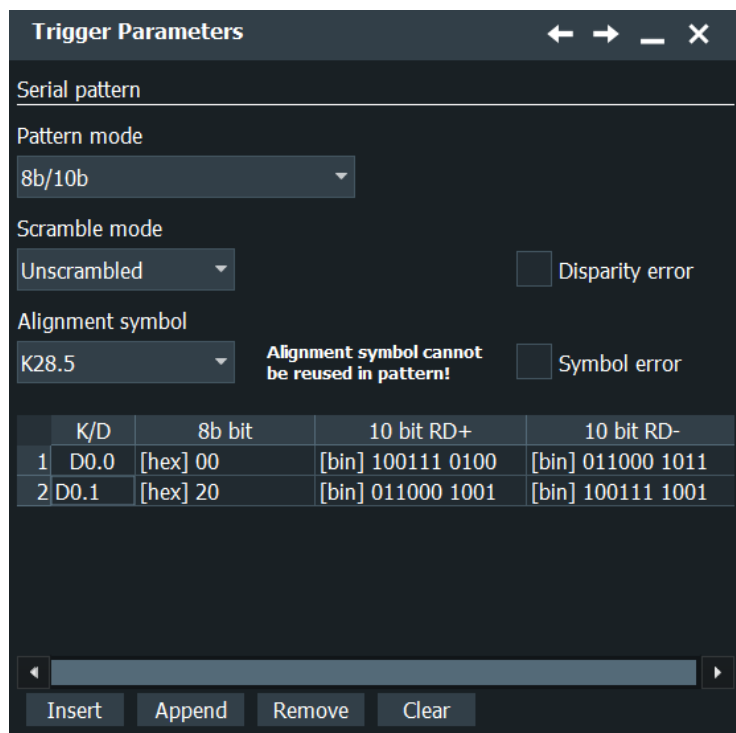 Trigger Parameters
Serial pattern
Pattern mode
8b/10b
Scramble mode
Unscrambled
Disparity error
Alignment symbol
K28.5
Alignment symbol cannot
be reused in pattern!
Symbol error
K/D 8b bit 10 bit RD+ 10 bit RD-
1 D0.0 [hex] 00 [bin] 100111 0100 [bin] 011000 1011
2 D0.1 [hex] 20 [bin] 011000 1001 [bin] 100111 1001
Insert Append Remove Clear